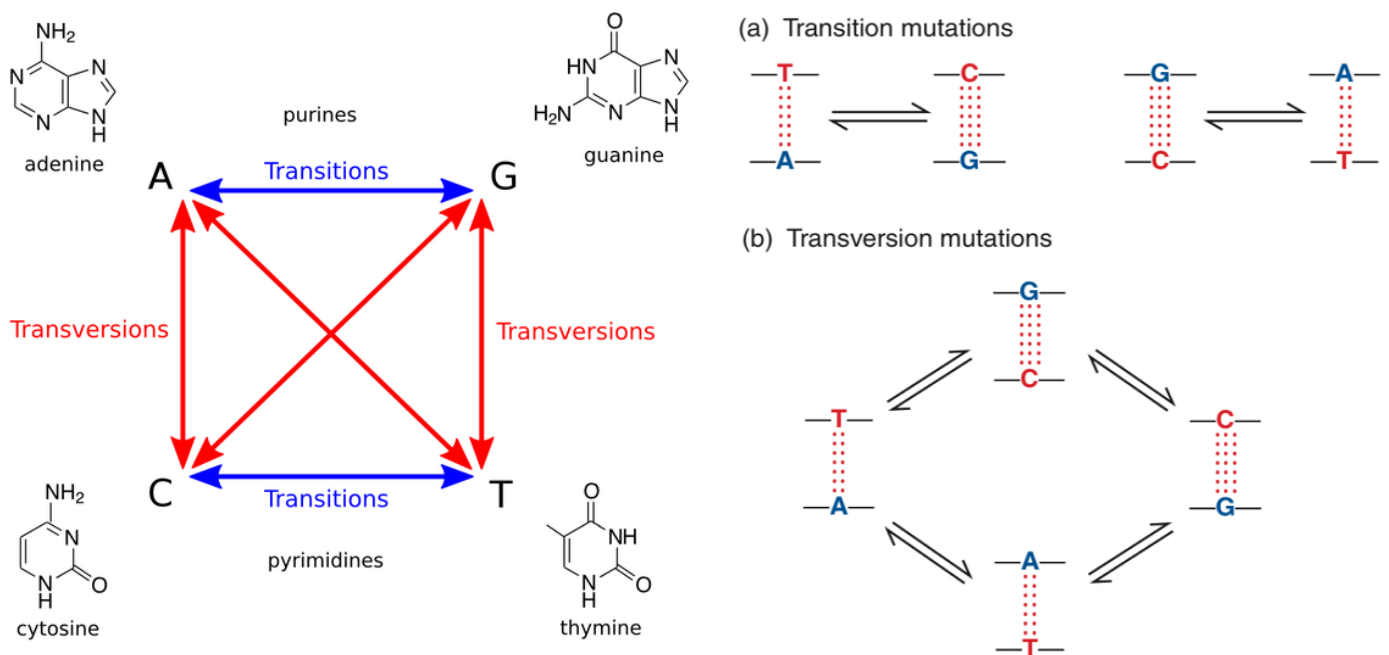 NH2
N
N
N
N
H
adenine
purines
O
HN
N
H2N
N
N
H
guanine
A
Transitions
G
Transversions
Transversions
C
Transitions
T
NH2
N
N
H
O
cytosine
pyrimidines
O
NH
N
H
O
thymine
(a) Transition mutations
T
C
G
A
A
G
C
T
(b) Transversion mutations
G
C
T
A
C
G
A
T